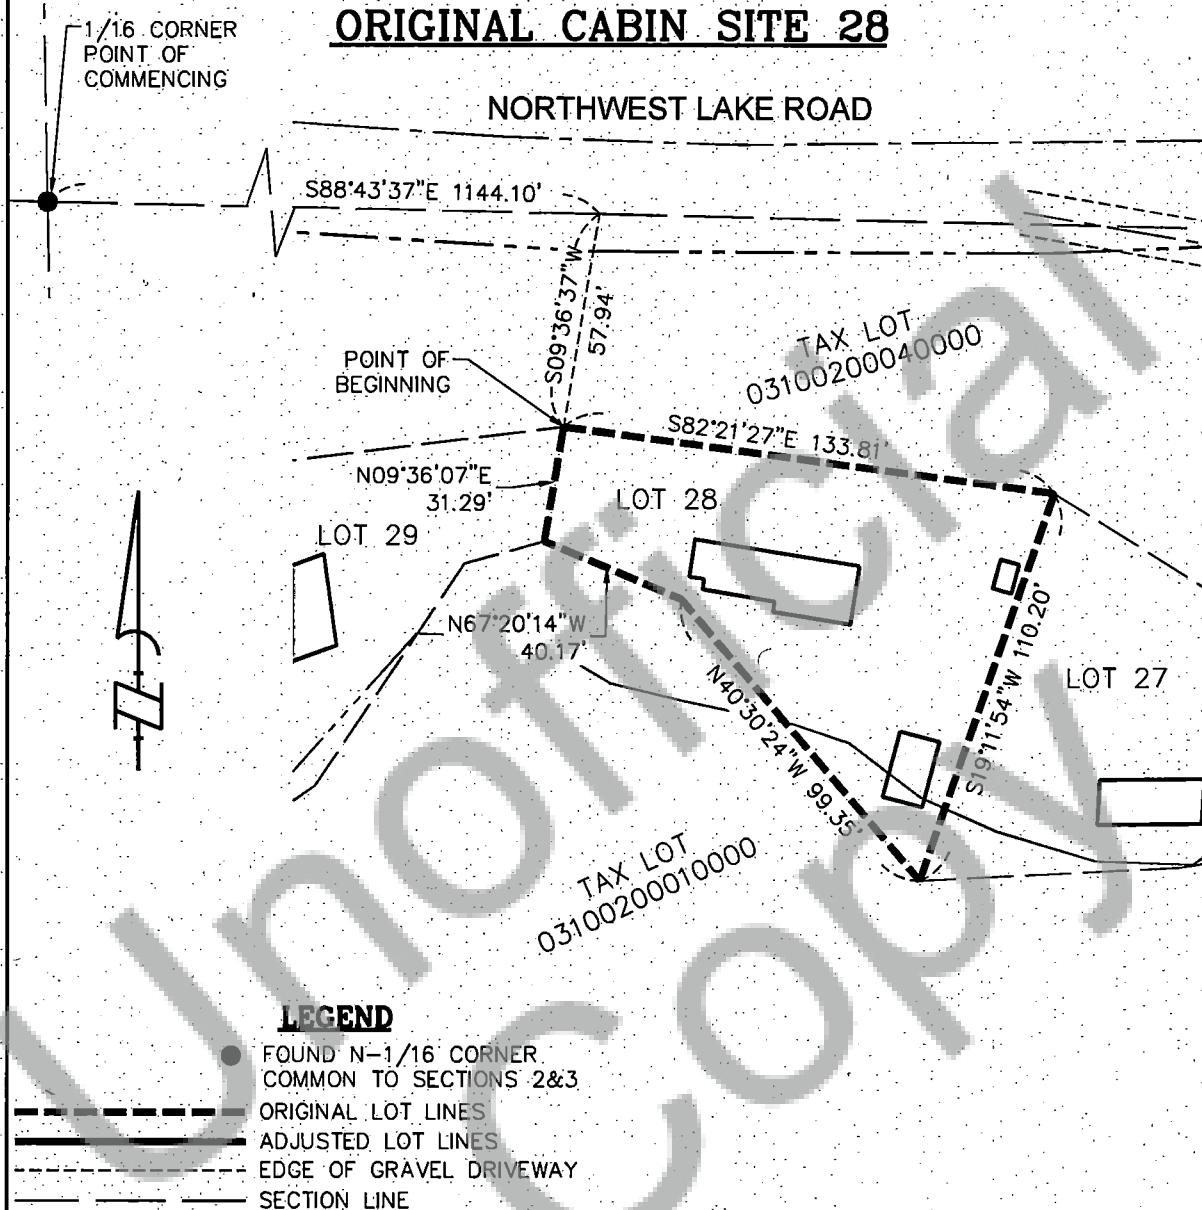 ORIGINAL CABIN SITE 28
1/16 CORNER
POINT OF
COMMENCING
NORTHWEST LAKE ROAD
S88°43'37"E 1144.10'
S09°36'37"W
57.94'
TAX LOT
03100200040000
POINT OF
BEGINNING
S82°21'27"E 133.81'
N09°36'07"E
31.29'
LOT 28
LOT 29
N67°20'14"W
40.17'
S19°11'54"W 110.20'
LOT 27
N40°30'24"W 99.35'
TAX LOT
03100200010000
LEGEND
FOUND N-1/16 CORNER
COMMON TO SECTIONS 2&3
ORIGINAL LOT LINES
ADJUSTED LOT LINES
EDGE OF GRAVEL DRIVEWAY
SECTION LINE
Unofficial
Copy